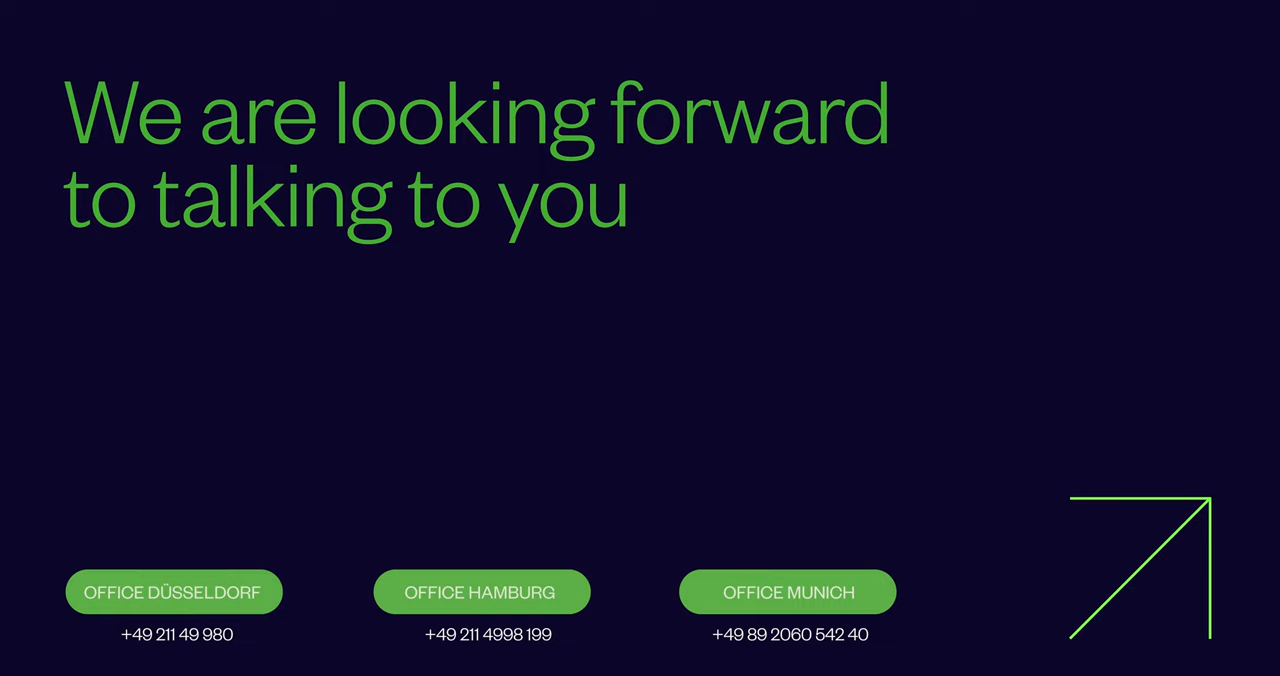 We are looking forward
to talking to you
OFFICE DÜSSELDORF
+49 211 49 980
OFFICE HAMBURG
+49 211 4998 199
OFFICE MUNICH
+49 89 2060 542 40